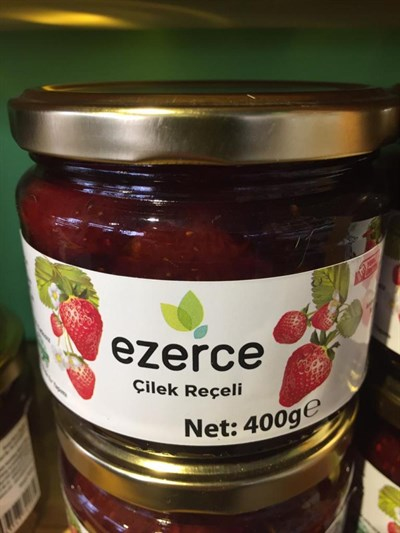 ezerce
Çilek Reçeli
Net: 400g℮